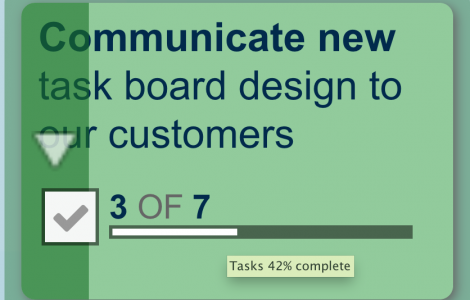 Communicate new
task board design to
our customers
3 OF 7
Tasks 42% complete